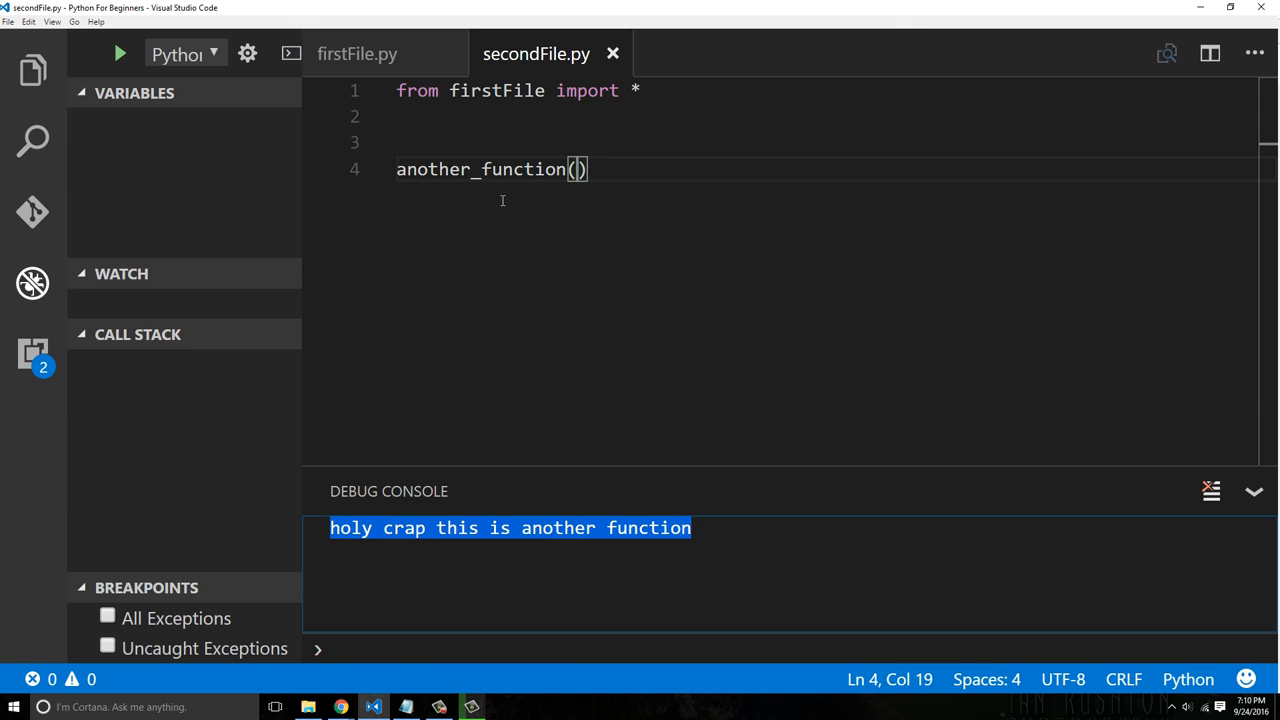 secondFile.py - Python For Beginners - Visual Studio Code
File Edit View Go Help
Python
firstFile.py
secondFile.py
VARIABLES
WATCH
CALL STACK
2
BREAKPOINTS
All Exceptions
Uncaught Exceptions
1 from firstFile import *
2
3
4 another_function()
DEBUG CONSOLE
holy crap this is another function
0 0
Ln 4, Col 19 Spaces: 4 UTF-8 CRLF Python
I'm Cortana. Ask me anything.
7:10 PM
9/24/2016